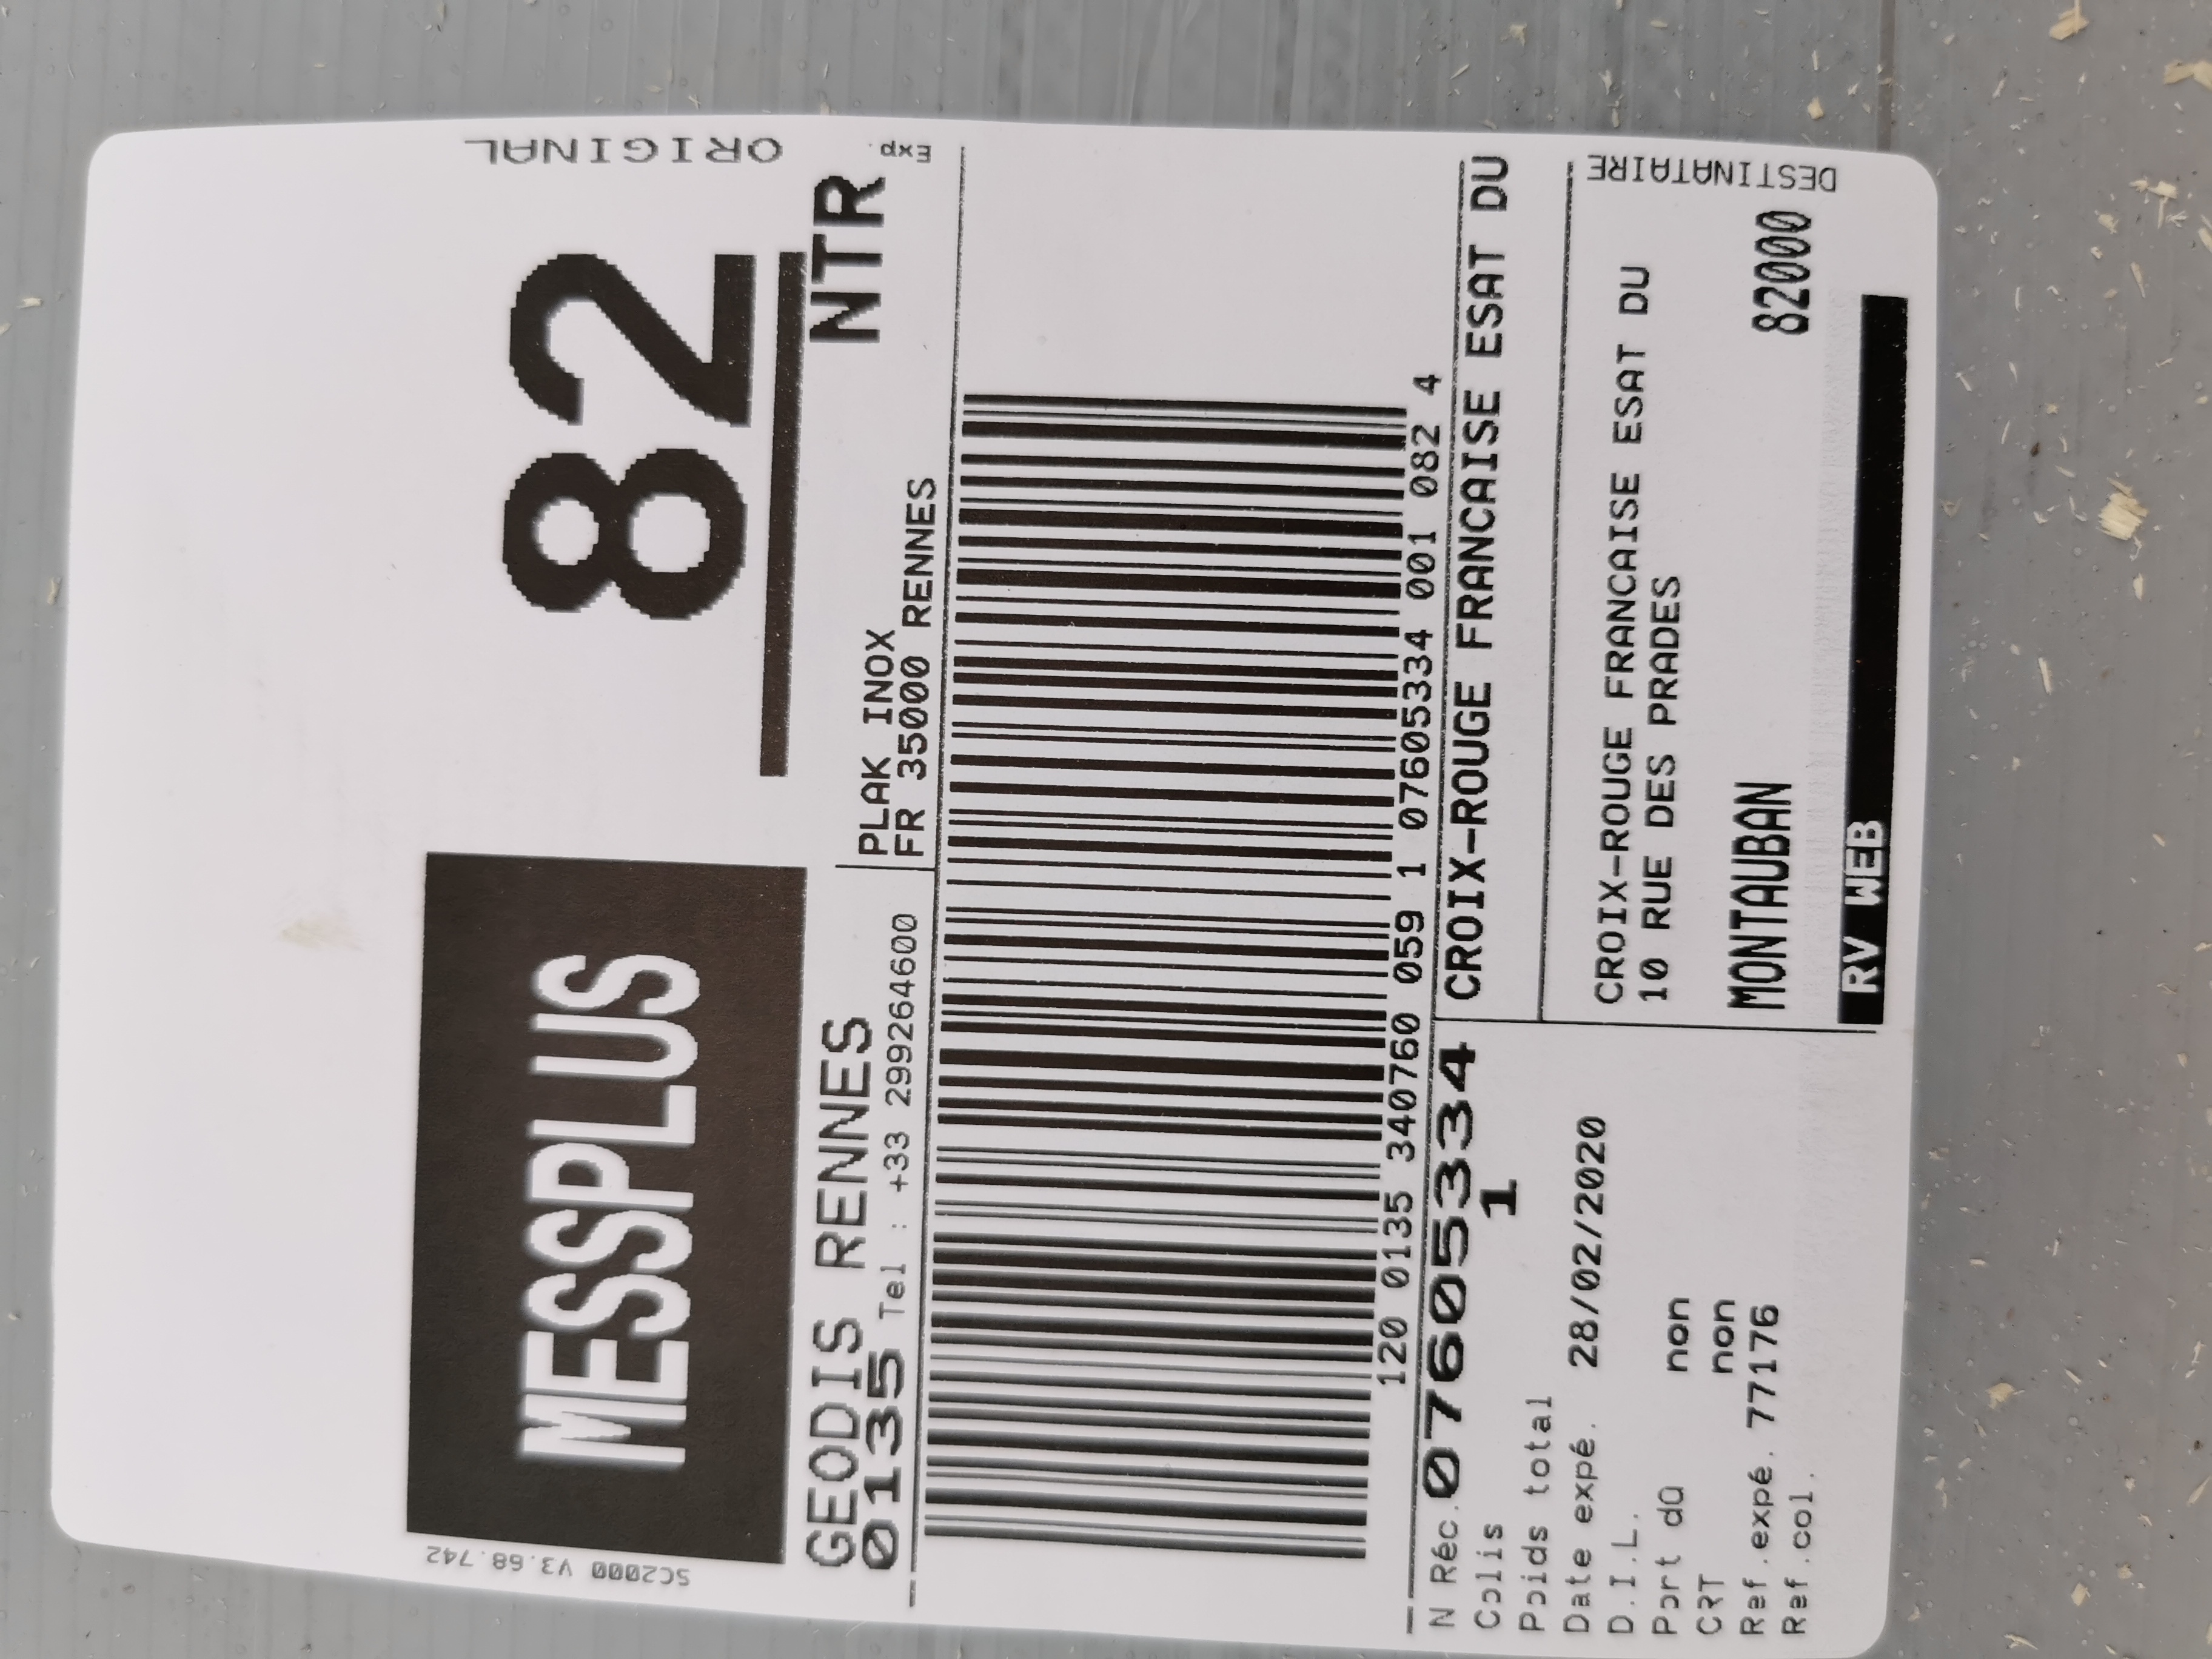 ORIGINAL
MESSPLUS
82
SC2000 V3.68.742
GEODIS RENNES
0135 Tel : +33 299264600
NTR
Exp.
PLAK INOX
FR 35000 RENNES
120 0135 340760 059 1 07605334 001 082 4
N Réc. 07605334
Colis 1
Poids total
Date expé. 28/02/2020
D.I.L.
Port dû non
CRT non
Ref.expé. 77176
Ref.col.
CROIX-ROUGE FRANCAISE ESAT DU
DESTINATAIRE
CROIX-ROUGE FRANCAISE ESAT DU
10 RUE DES PRADES
MONTAUBAN 82000
RV WEB